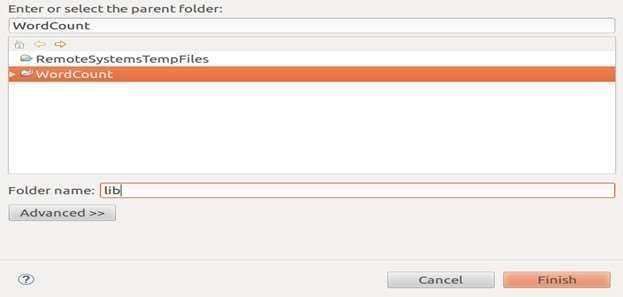 Enter or select the parent folder:
WordCount
RemoteSystemsTempFiles
WordCount
Folder name: lib
Advanced >>
? Cancel Finish